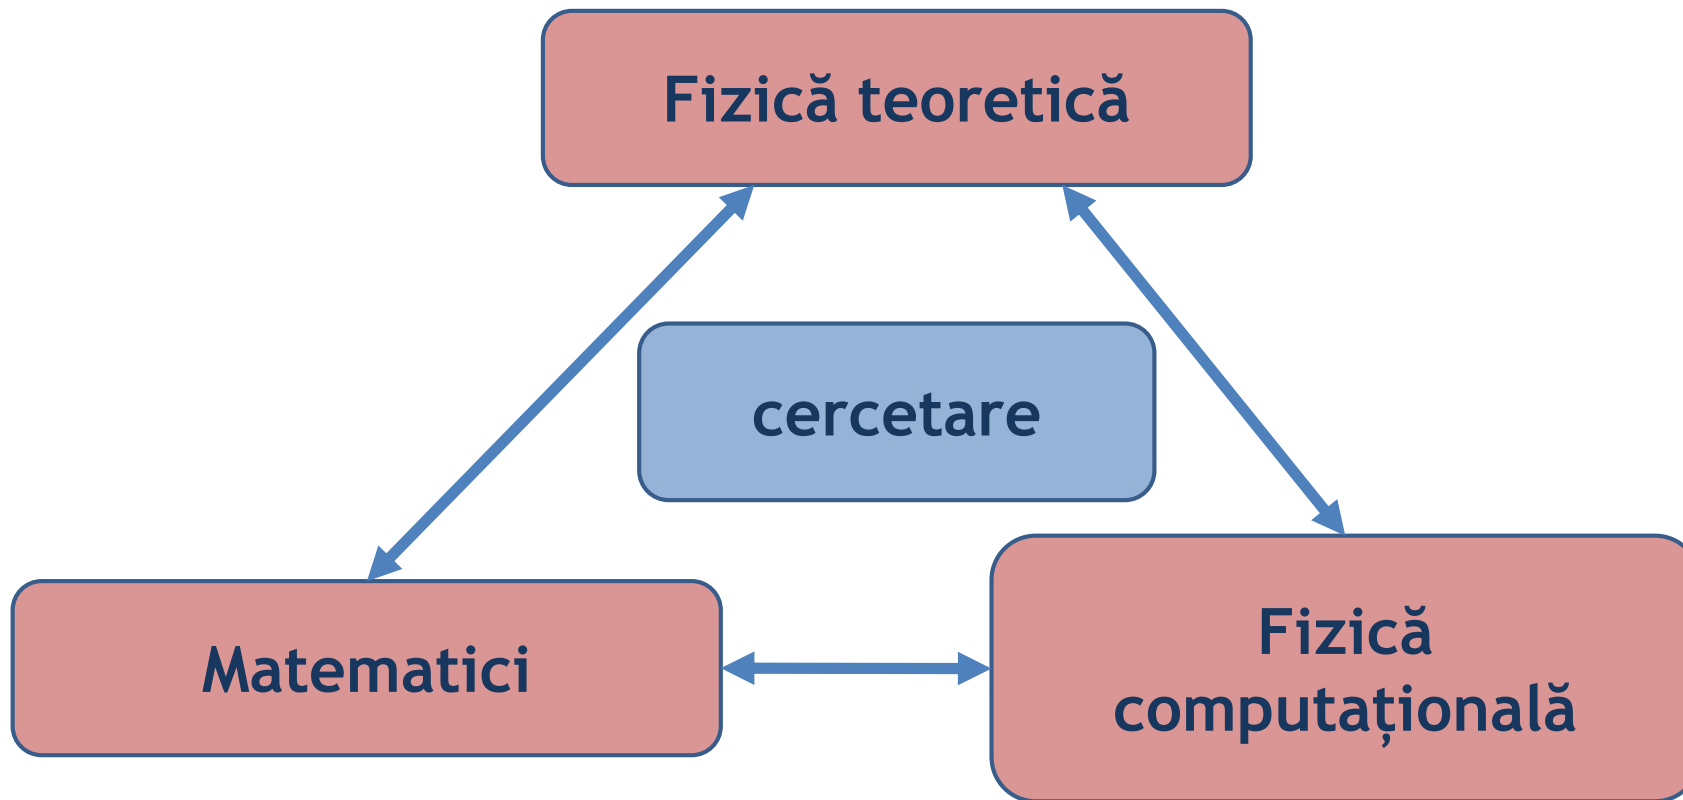 Fizică teoretică
cercetare
Matematici
Fizică
computațională